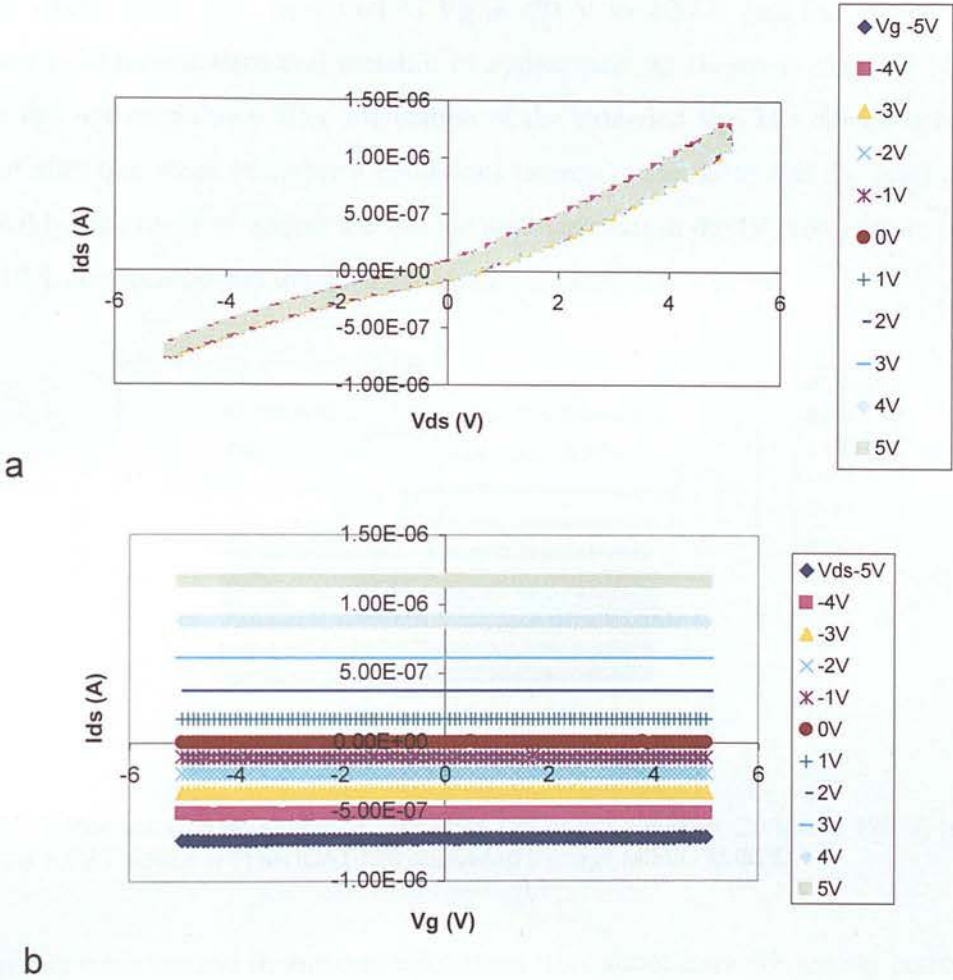 1.50E-06
1.00E-06
5.00E-07
0.00E+00
-5.00E-07
-1.00E-06
-6
-4
-2
0
2
4
6
Ids (A)
Vds (V)
Vg -5V
-4V
-3V
-2V
-1V
0V
1V
2V
3V
4V
5V
a
1.50E-06
1.00E-06
5.00E-07
0.00E+00
-5.00E-07
-1.00E-06
-6
-4
-2
0
2
4
6
Ids (A)
Vg (V)
Vds-5V
-4V
-3V
-2V
-1V
0V
1V
2V
3V
4V
5V
b